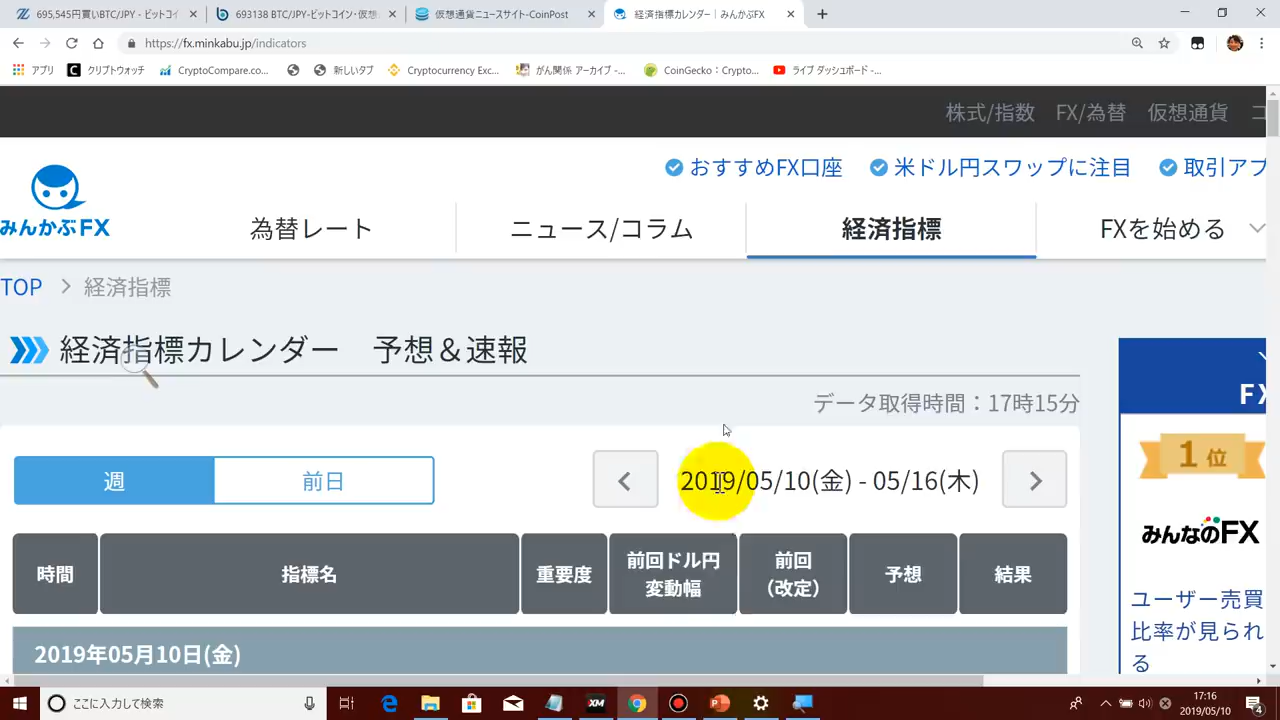 695,545円買いBTC/JPY - ビットコイ
693138 BTC/JPY-ビットコイン・仮想
仮想通貨ニュースサイト-CoinPost
経済指標カレンダー｜みんかぶFX
https://fx.minkabu.jp/indicators
アプリ
クリプトウォッチ
CryptoCompare.co...
新しいタブ
Cryptocurrency Exc...
がん関係 アーカイブ -...
CoinGecko：Crypto...
ライブ ダッシュボード -...
株式/指数 FX/為替 仮想通貨 コ
おすすめFX口座 米ドル円スワップに注目 取引アプ
みんかぶFX
為替レート ニュース/コラム 経済指標 FXを始める
TOP > 経済指標
経済指標カレンダー 予想＆速報
データ取得時間：17時15分
週 前日
2019/05/10(金) - 05/16(木)
時間 指標名 重要度 前回ドル円 前回 予想 結果
変動幅 （改定）
2019年05月10日(金)
FX
1位
みんなのFX
ユーザー売買
比率が見られ
る
ここに入力して検索
XM
17:16
2019/05/10
4